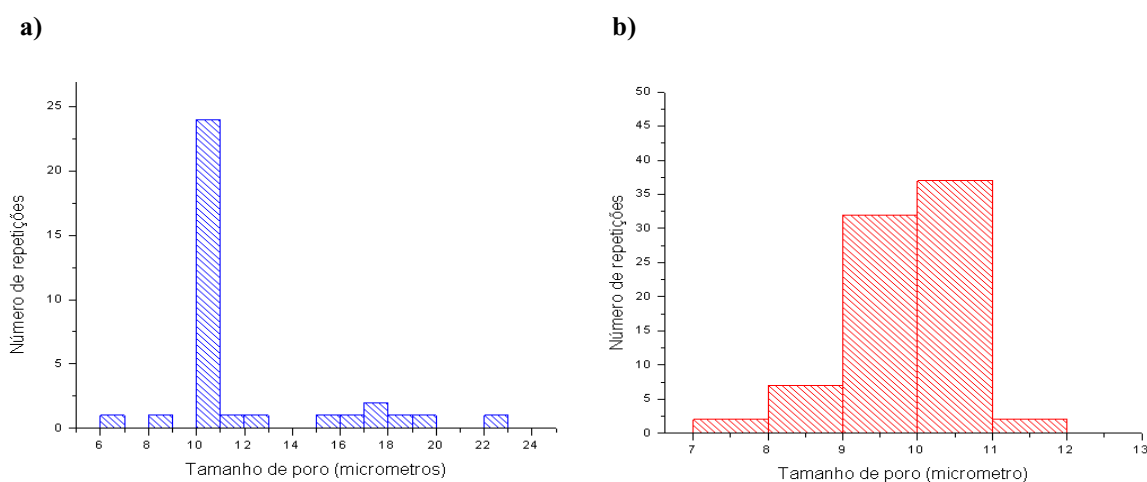 a)
b)
25
20
15
10
5
0
Número de repetições
6 8 10 12 14 16 18 20 22 24
Tamanho de poro (micrometros)
50
45
40
35
30
25
20
15
10
5
0
Número de repetições
7 8 9 10 11 12 13
Tamanho de poro (micrometro)